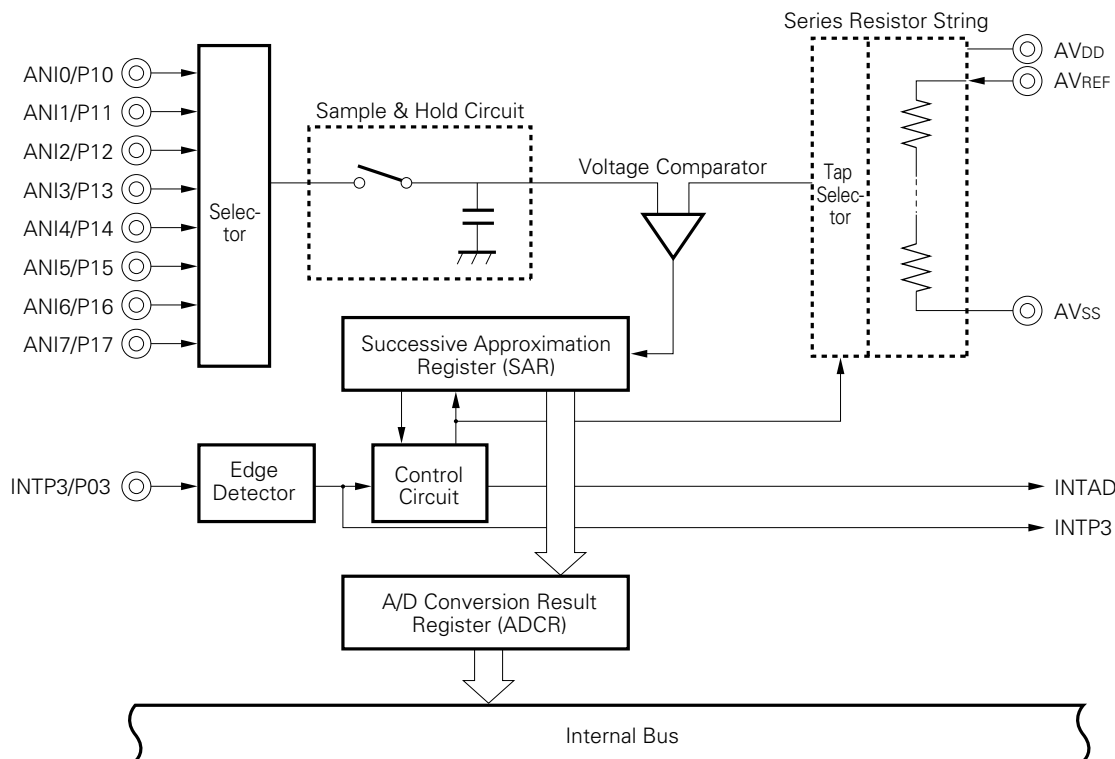 Series Resistor String
AVDD
AVREF
ANI0/P10
ANI1/P11
ANI2/P12
ANI3/P13
ANI4/P14
ANI5/P15
ANI6/P16
ANI7/P17
Selec-
tor
Sample & Hold Circuit
Voltage Comparator
Tap
Selec-
tor
AVSS
Successive Approximation
Register (SAR)
INTP3/P03
Edge
Detector
Control
Circuit
INTAD
INTP3
A/D Conversion Result
Register (ADCR)
Internal Bus